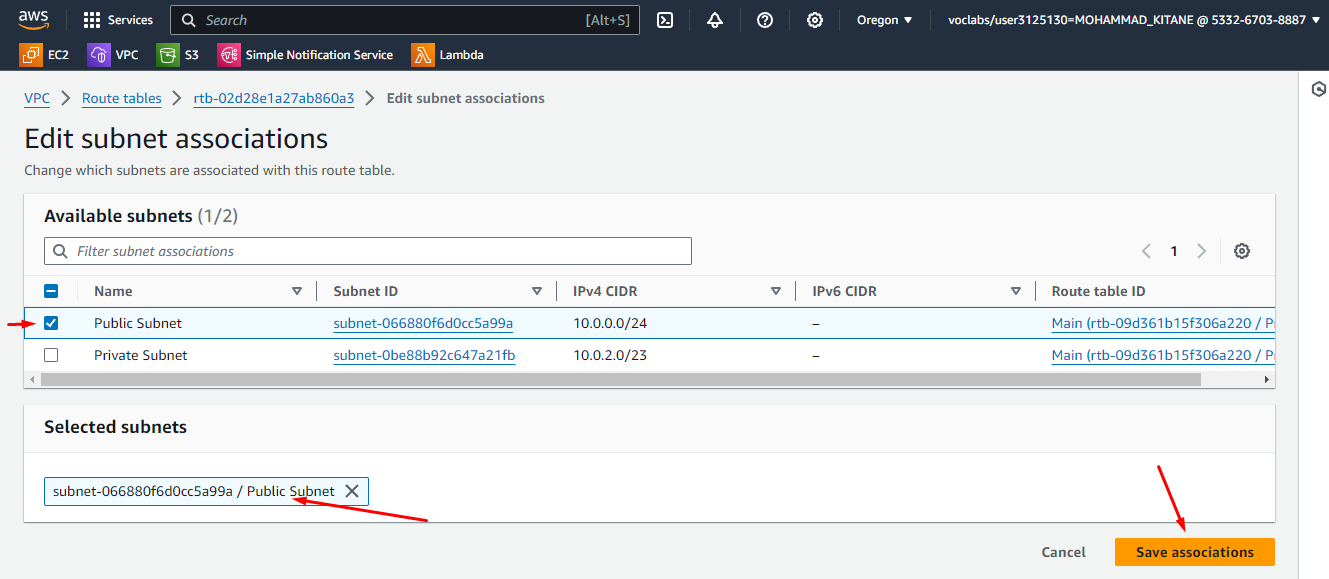 aws Services Search [Alt+S] Oregon voclabs/user3125130=MOHAMMAD_KITANE @ 5332-6703-8887
EC2 VPC S3 Simple Notification Service Lambda
VPC Route tables rtb-02d28e1a27ab860a3 Edit subnet associations
Edit subnet associations
Change which subnets are associated with this route table.
Available subnets (1/2)
Filter subnet associations 1
Name Subnet ID IPv4 CIDR IPv6 CIDR Route table ID
Public Subnet subnet-066880f6d0cc5a99a 10.0.0.0/24 – Main (rtb-09d361b15f306a220 / P
Private Subnet subnet-0be88b92c647a21fb 10.0.2.0/23 – Main (rtb-09d361b15f306a220 / P
Selected subnets
subnet-066880f6d0cc5a99a / Public Subnet
Cancel Save associations